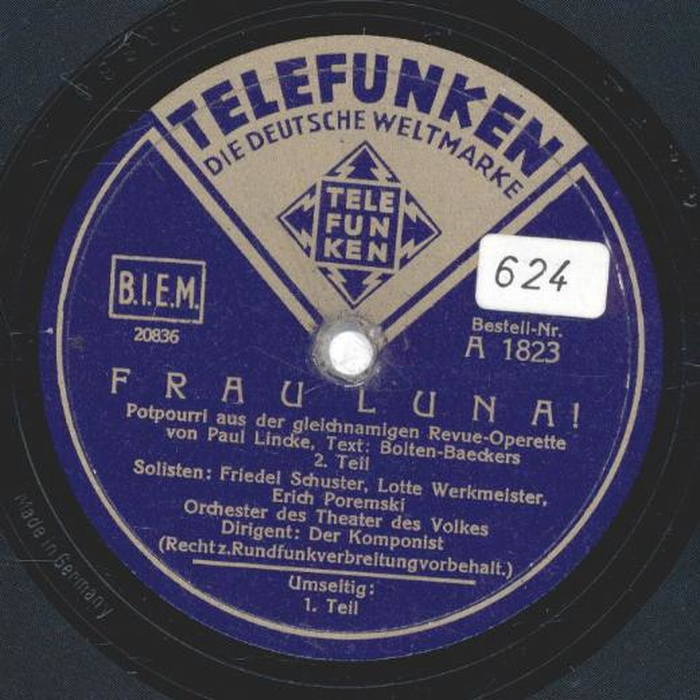 TELEFUNKEN
DIE DEUTSCHE WELTMARKE
TELE
FUN
KEN
624
B.I.E.M.
20836
Bestell-Nr.
A 1823
FRAU LUNA!
Potpourri aus der gleichnamigen Revue-Operette
von Paul Lincke, Text: Bolten-Baeckers
2. Teil
Solisten: Friedel Schuster, Lotte Werkmeister,
Erich Poremski
Orchester des Theater des Volkes
Dirigent: Der Komponist
(Recht z.Rundfunkverbreitungvorbehalt.)
Umseitig:
1. Teil
Made in Germany